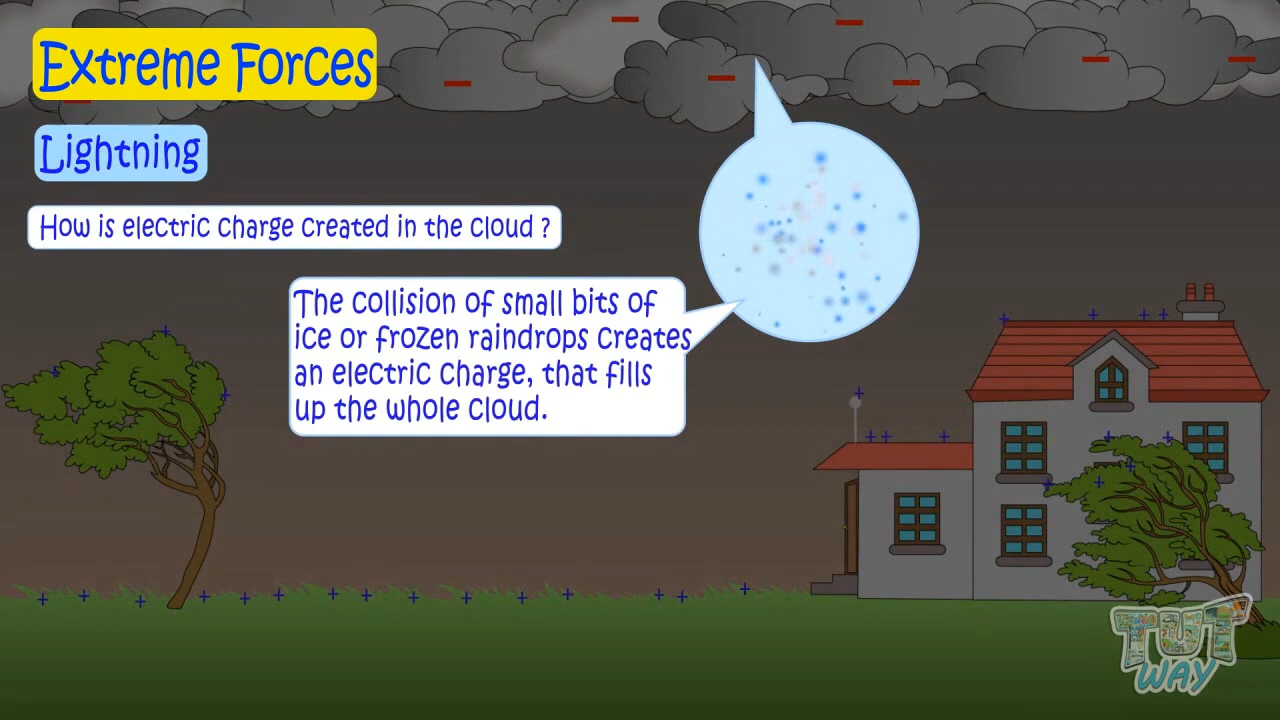 Extreme Forces
Lightning
How is electric charge created in the cloud ?
The collision of small bits of
ice or frozen raindrops creates
an electric charge, that fills
up the whole cloud.
TUT
WAY